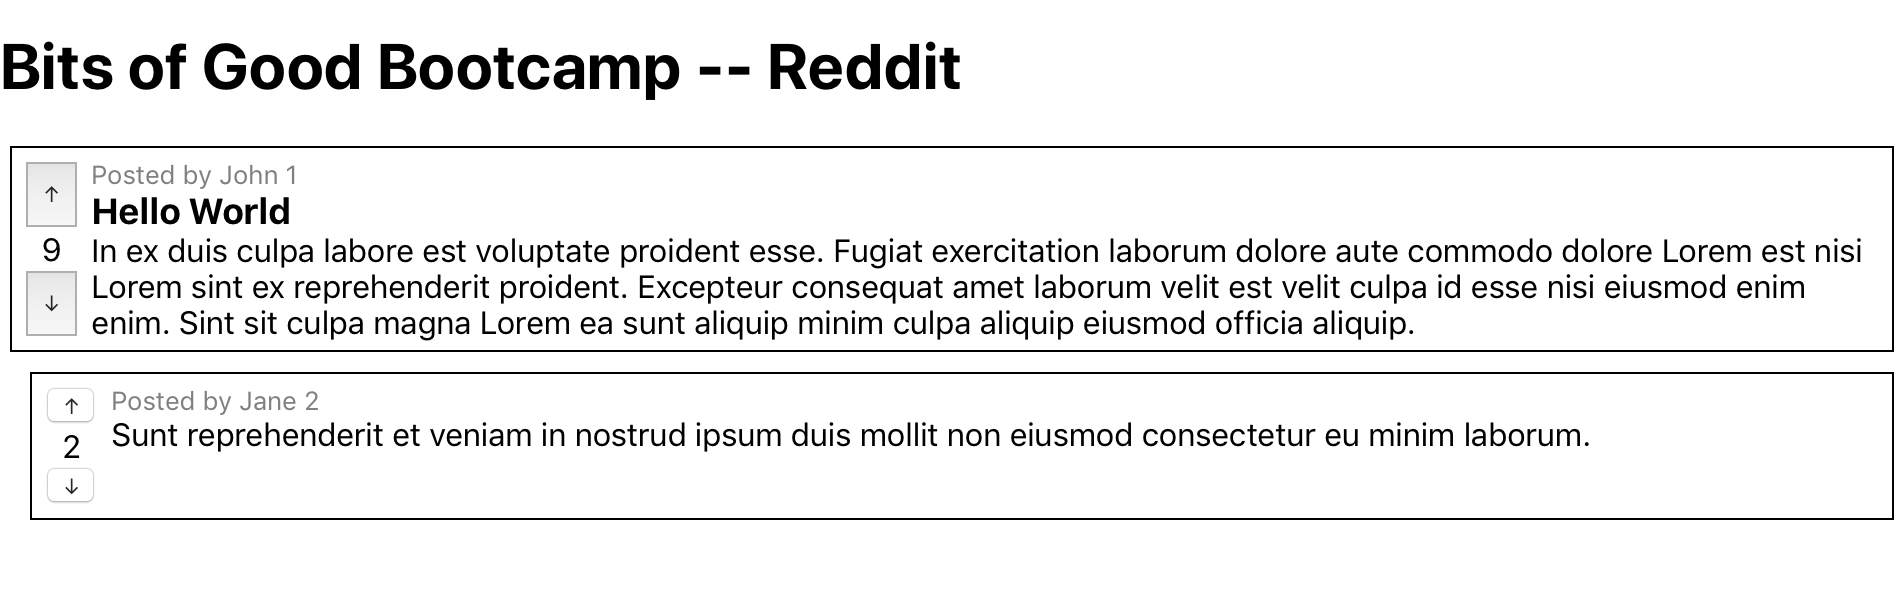 Bits of Good Bootcamp -- Reddit
↑
Posted by John 1
Hello World
9
In ex duis culpa labore est voluptate proident esse. Fugiat exercitation laborum dolore aute commodo dolore Lorem est nisi
↓
Lorem sint ex reprehenderit proident. Excepteur consequat amet laborum velit est velit culpa id esse nisi eiusmod enim
enim. Sint sit culpa magna Lorem ea sunt aliquip minim culpa aliquip eiusmod officia aliquip.
↑
Posted by Jane 2
2
Sunt reprehenderit et veniam in nostrud ipsum duis mollit non eiusmod consectetur eu minim laborum.
↓